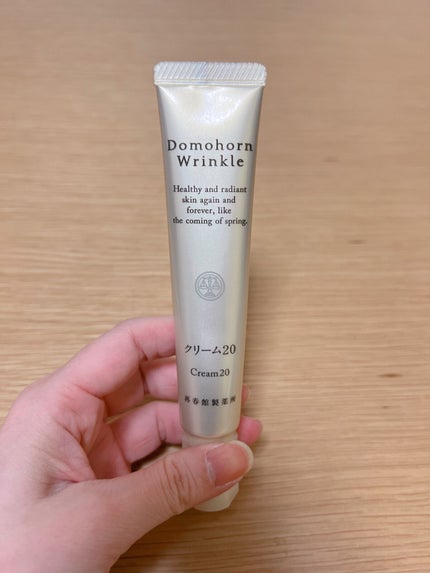 Domohorn
Wrinkle
Healthy and radiant
skin again and
forever, like
the coming of spring.
クリーム20
Cream20
再春館製薬所